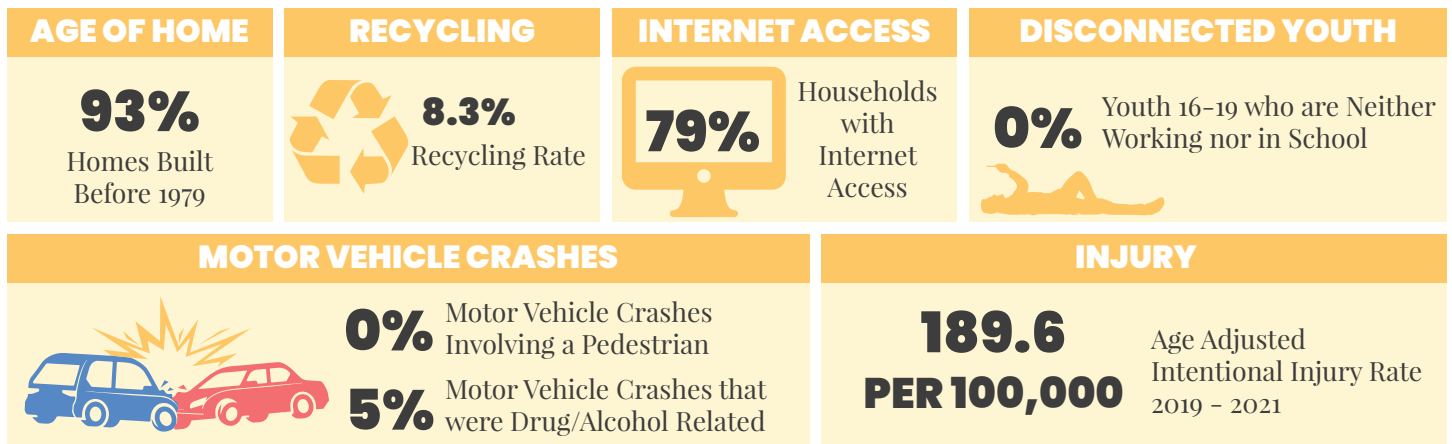 AGE OF HOME
93%
Homes Built
Before 1979
RECYCLING
8.3%
Recycling Rate
INTERNET ACCESS
79%
Households
with
Internet
Access
DISCONNECTED YOUTH
0%
Youth 16-19 who are Neither
Working nor in School
MOTOR VEHICLE CRASHES
0%
Motor Vehicle Crashes
Involving a Pedestrian
5%
Motor Vehicle Crashes that
were Drug/Alcohol Related
INJURY
189.6
PER 100,000
Age Adjusted
Intentional Injury Rate
2019 - 2021